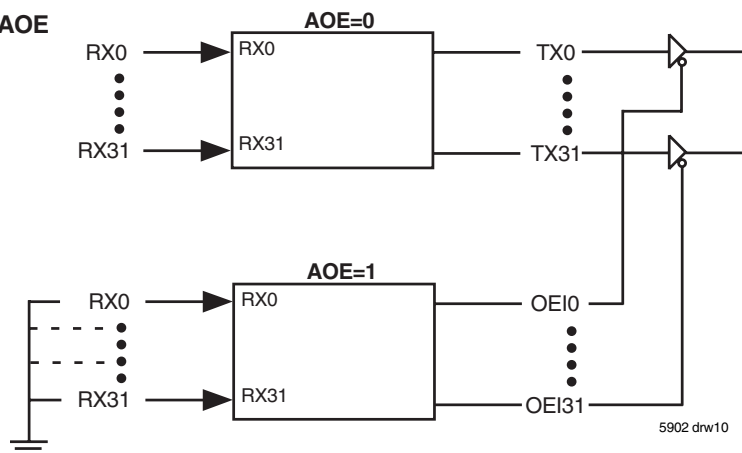 AOE
AOE=0
RX0
RX0
TX0
RX31
RX31
TX31
AOE=1
RX0
RX0
OEI0
RX31
RX31
OEI31
5902 drw10